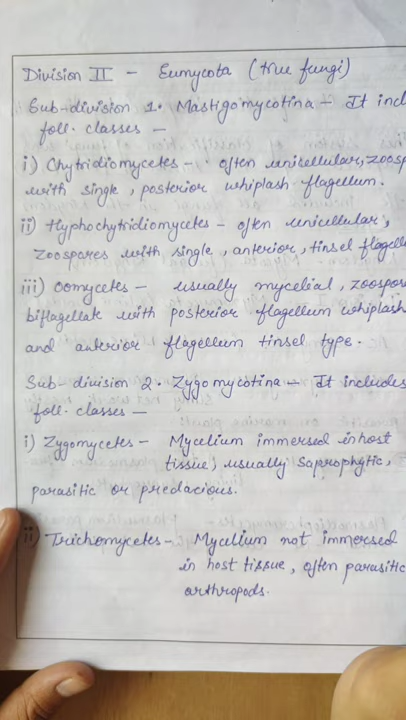 Division II - Eumycota (true fungi)
Sub-division 1. Mastigomycotina - It incl
foll. classes -
i) Chytridiomycetes - often unicellular, zoosp
with single, posterior whiplash flagellum.
ii) Hyphochytridiomycetes - often unicellular,
zoospores with single, anterior, tinsel flagell
iii) Oomycetes - usually mycelial, zoospor
biflagellate with posterior flagellum whiplash
and anterior flagellum tinsel type.
Sub-division 2. Zygomycotina - It includes
foll. classes -
i) Zygomycetes - Mycelium immersed in host
tissue, usually saprophytic,
parasitic or predacious.
ii) Trichomycetes - Mycelium not immersed
in host tissue, often parasitic
arthropods.